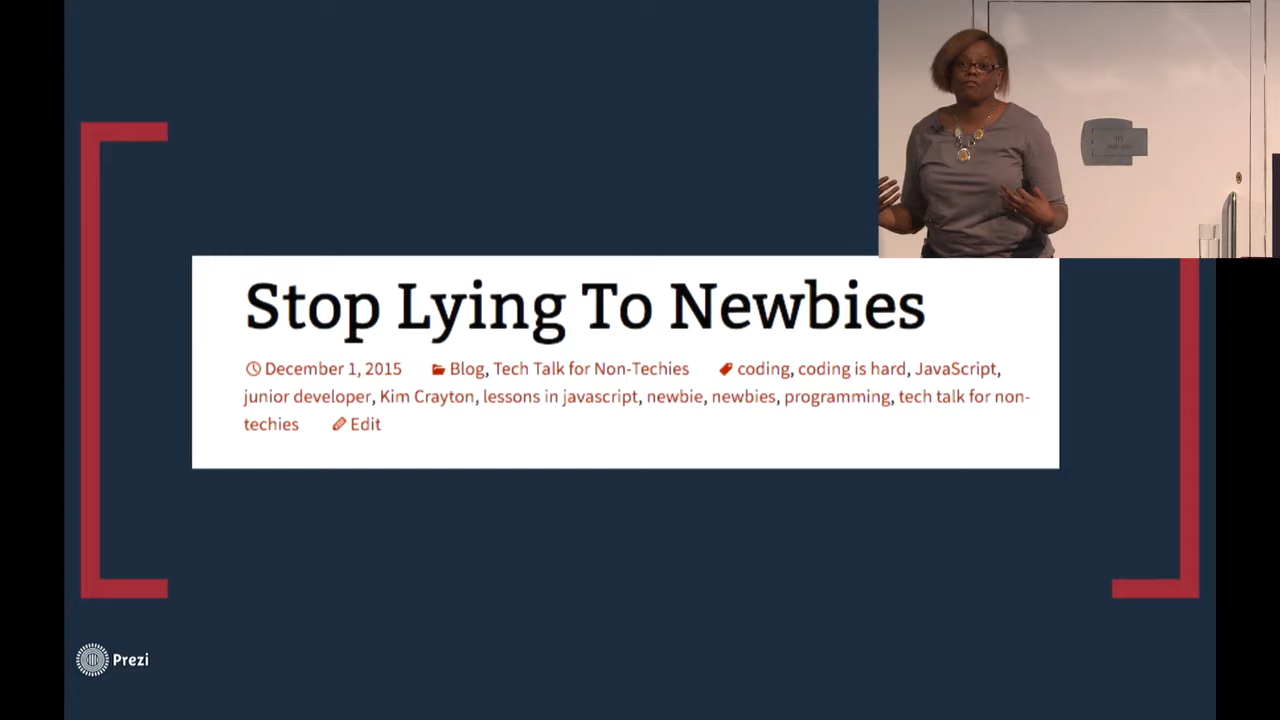 Stop Lying To Newbies
December 1, 2015 Blog, Tech Talk for Non-Techies coding, coding is hard, JavaScript,
junior developer, Kim Crayton, lessons in javascript, newbie, newbies, programming, tech talk for non-
techies Edit
Prezi